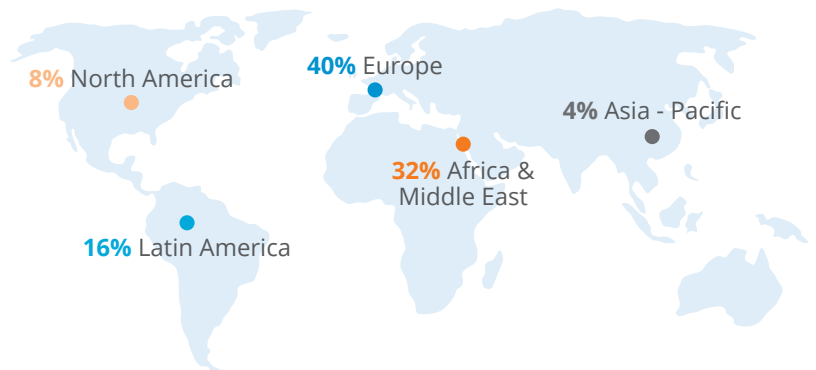 40% Europe
8% North America
4% Asia - Pacific
32% Africa &
Middle East
16% Latin America